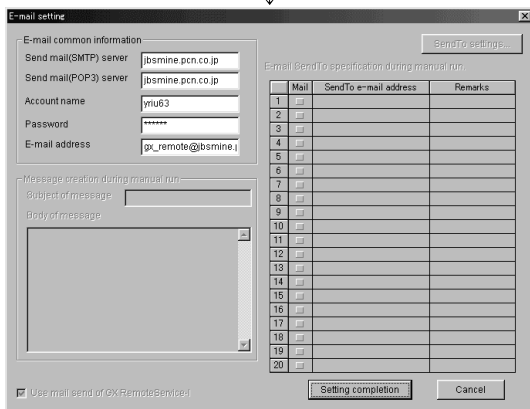 E-mail setting
E-mail common information
Send mail(SMTP) server
jbsmine.pcn.co.jp
Send mail(POP3) server
jbsmine.pcn.co.jp
Account name
yriu63
Password
******
E-mail address
gx_remote@jbsmine.
Message creation during manual run
Subject of message
Body of message
Use mail send of GX RemoteService-I
SendTo settings...
E-mail SendTo specification during manual run
Mail SendTo e-mail address Remarks
1
2
3
4
5
6
7
8
9
10
11
12
13
14
15
16
17
18
19
20
Setting completion
Cancel